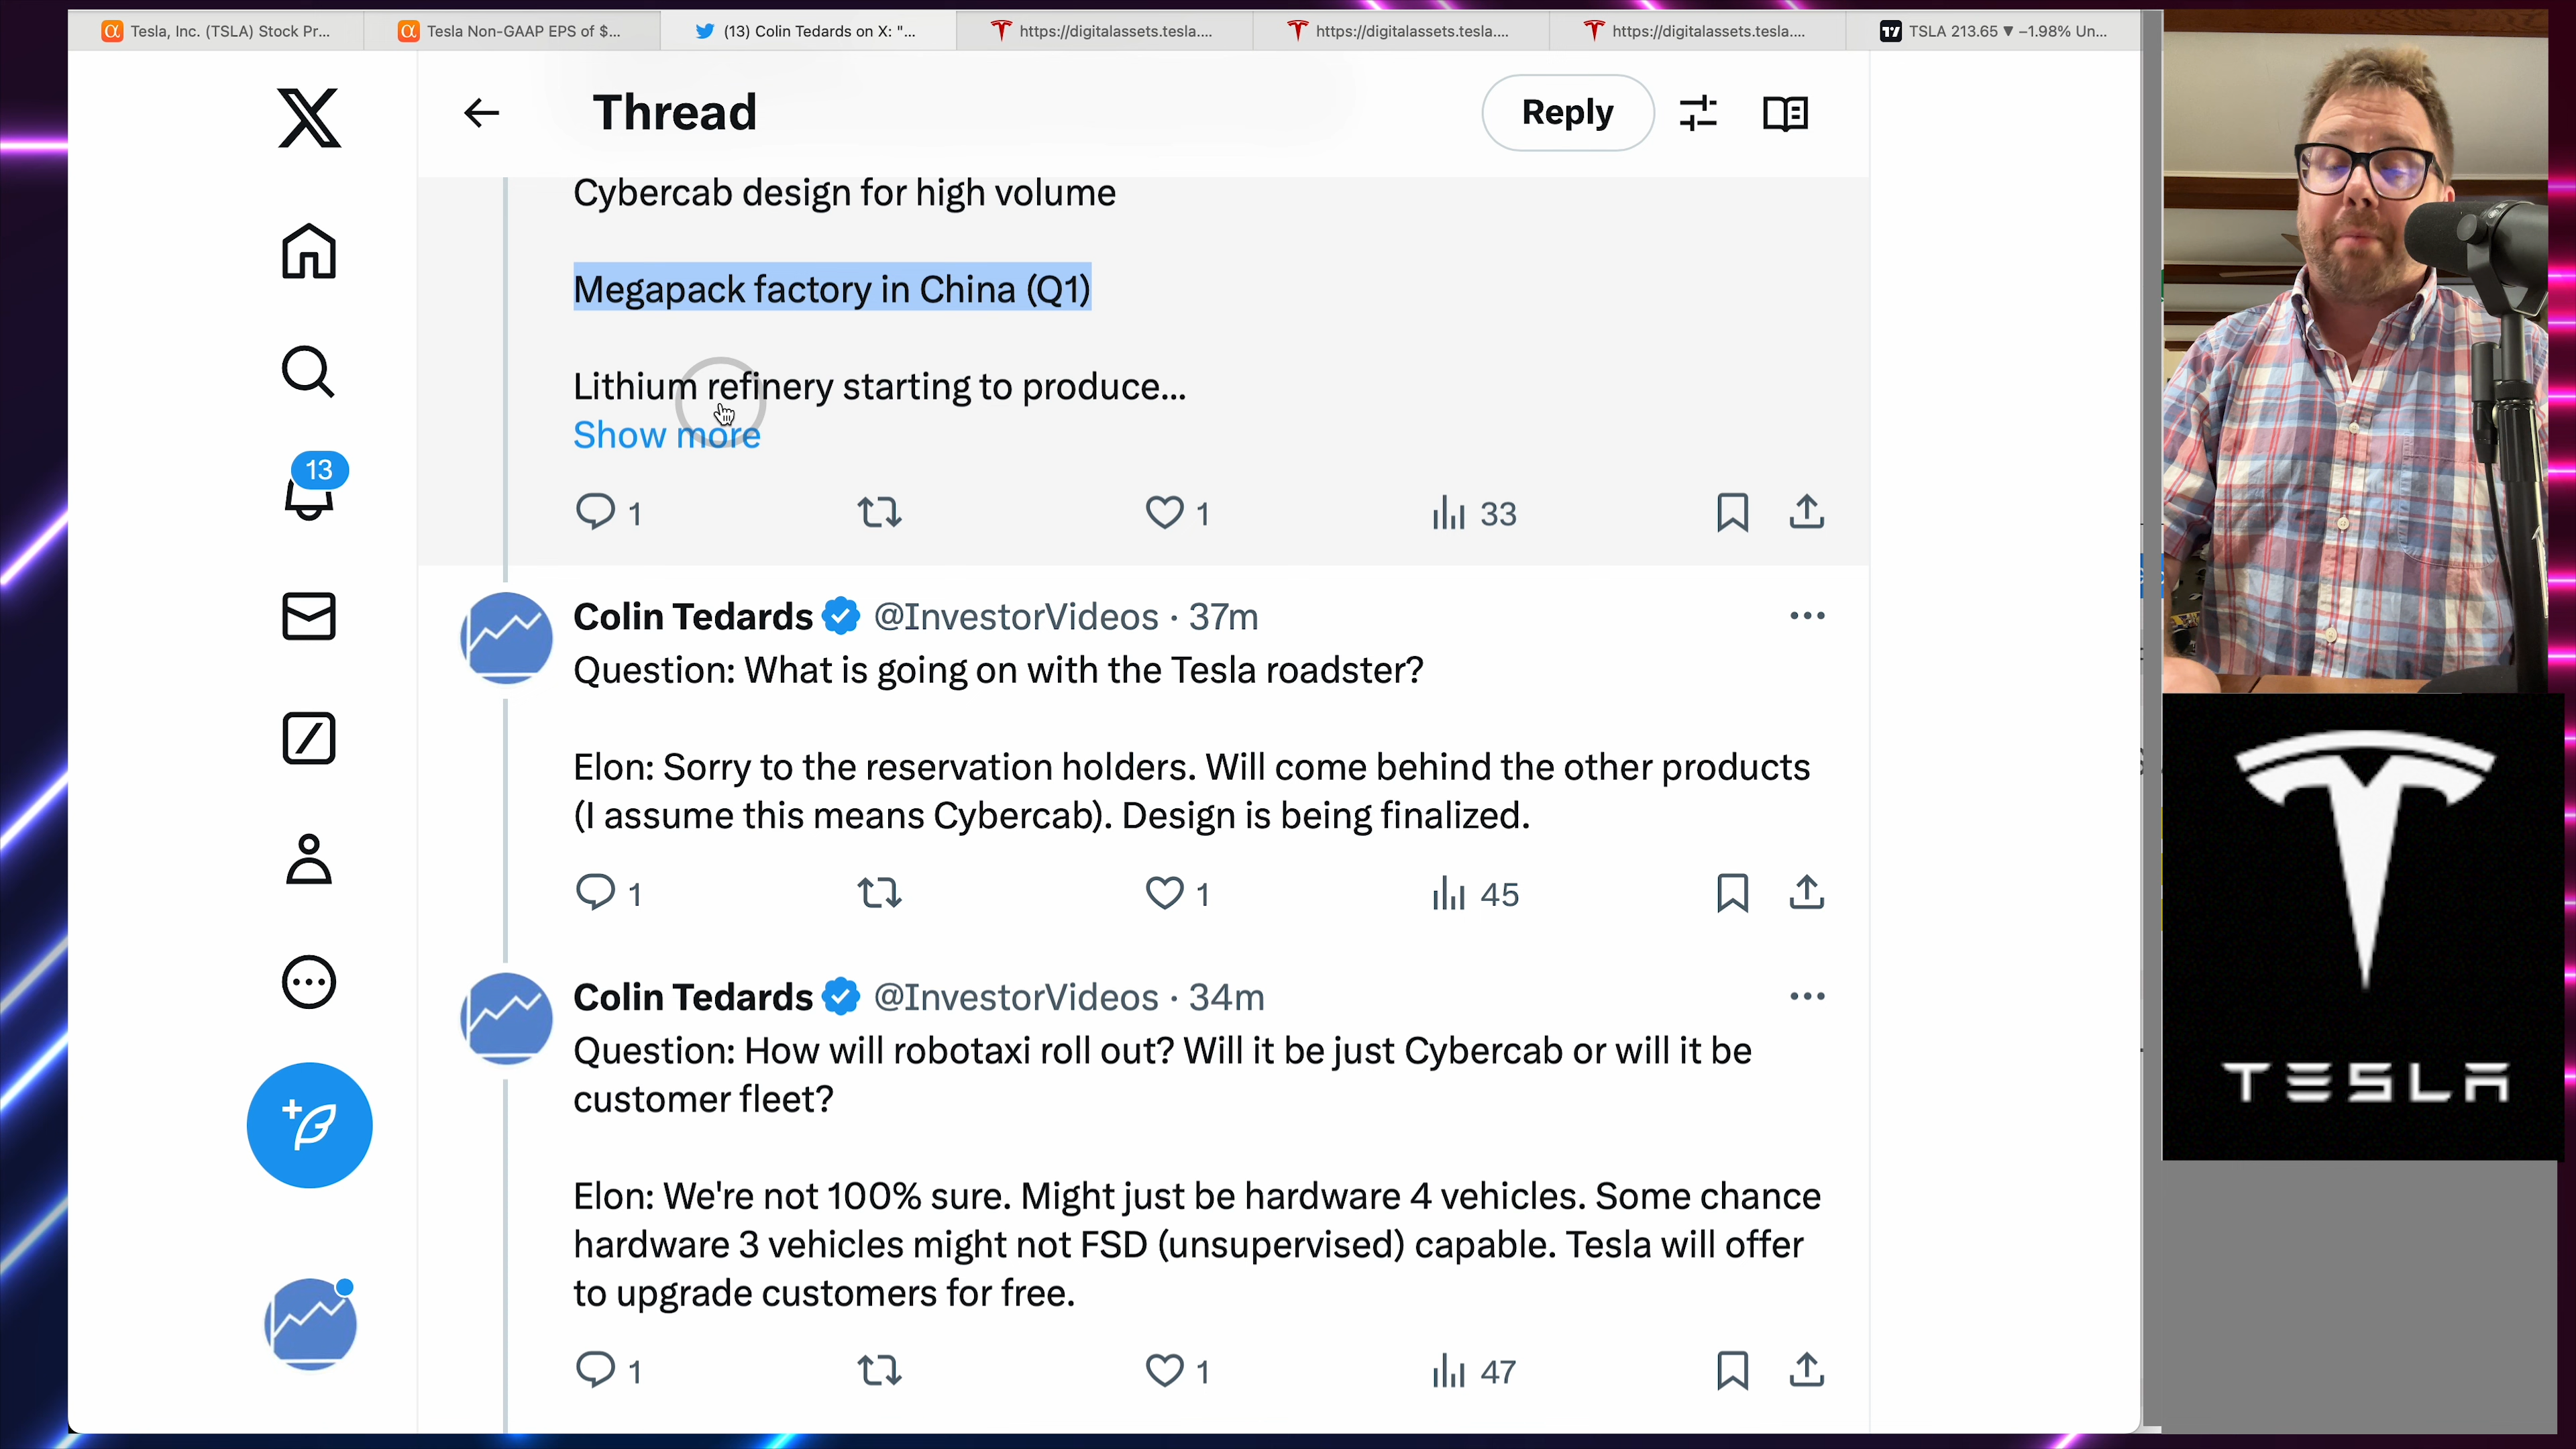 Tesla, Inc. (TSLA) Stock Pr...
Tesla Non-GAAP EPS of $...
(13) Colin Tedards on X: "...
https://digitalassets.tesla....
https://digitalassets.tesla....
https://digitalassets.tesla....
TSLA 213.65 ▼ −1.98% Un...
Thread
Reply
Cybercab design for high volume
Megapack factory in China (Q1)
Lithium refinery starting to produce...
Show more
1
1
33
13
Colin Tedards @InvestorVideos · 37m
Question: What is going on with the Tesla roadster?
Elon: Sorry to the reservation holders. Will come behind the other products
(I assume this means Cybercab). Design is being finalized.
1
1
45
Colin Tedards @InvestorVideos · 34m
Question: How will robotaxi roll out? Will it be just Cybercab or will it be
customer fleet?
Elon: We're not 100% sure. Might just be hardware 4 vehicles. Some chance
hardware 3 vehicles might not FSD (unsupervised) capable. Tesla will offer
to upgrade customers for free.
1
1
47
TESLA